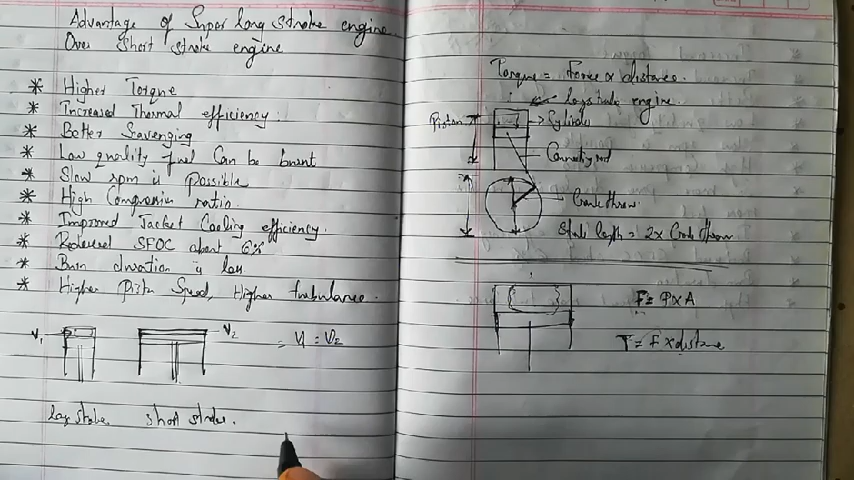 Advantage of Super long stroke engine
Over Short stroke engine
* Higher Torque
* Increased Thermal efficiency.
* Better Scavenging
* Low quality fuel Can be burnt
* Slow rpm is possible
* High Compression ratio.
* Improved Jacket Cooling efficiency.
* Reduced SFOC about 6%
* Burn duration is low
* Higher Piston Speed, Higher turbulance.
V1
V2
= V1 = V2
long stroke short stroke.
Torque = Force x distance.
long stroke engine.
Piston
Cylinder
Connecting rod
Crank throw
Stroke length = 2x Crank throw
F = P x A
T = F x distance